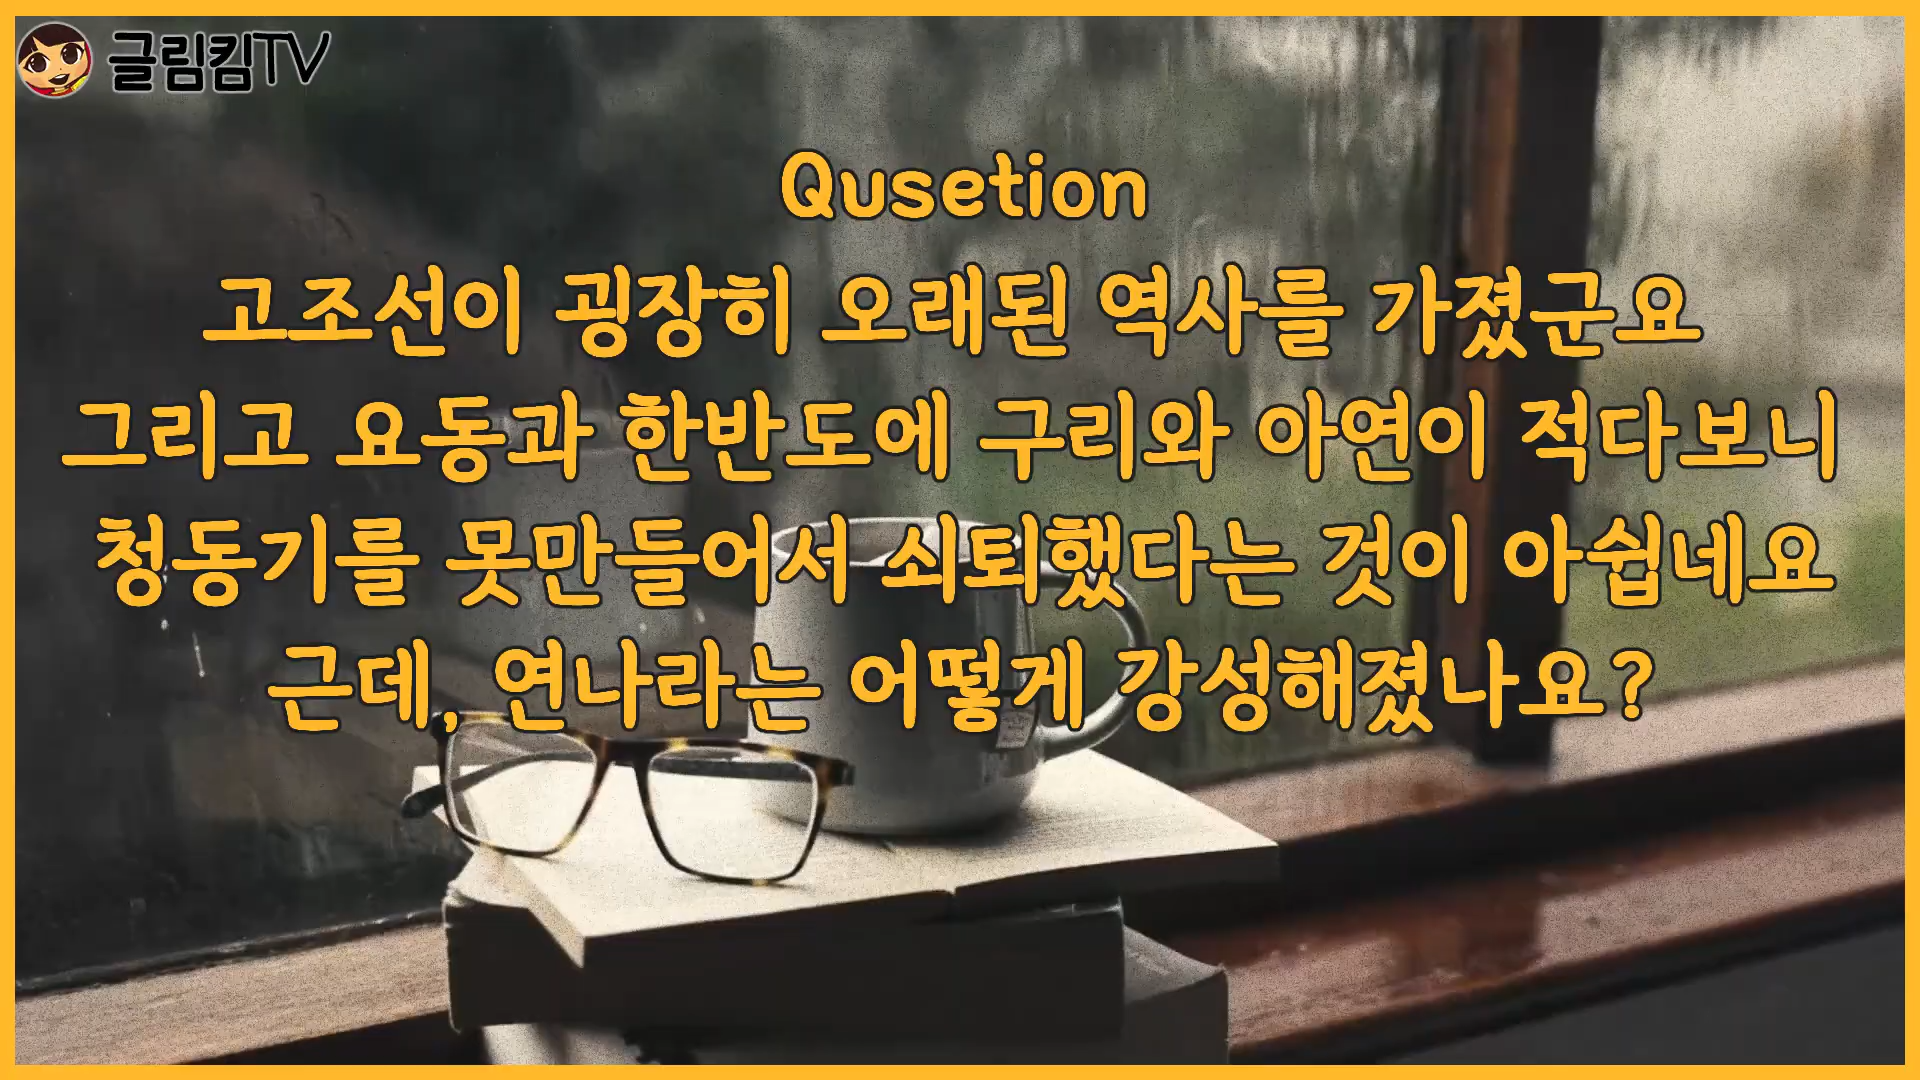 글림킴TV
Qusetion
고조선이 굉장히 오래된 역사를 가졌군요
그리고 요동과 한반도에 구리와 아연이 적다보니
청동기를 못만들어서 쇠퇴했다는 것이 아쉽네요
근데, 연나라는 어떻게 강성해졌나요?